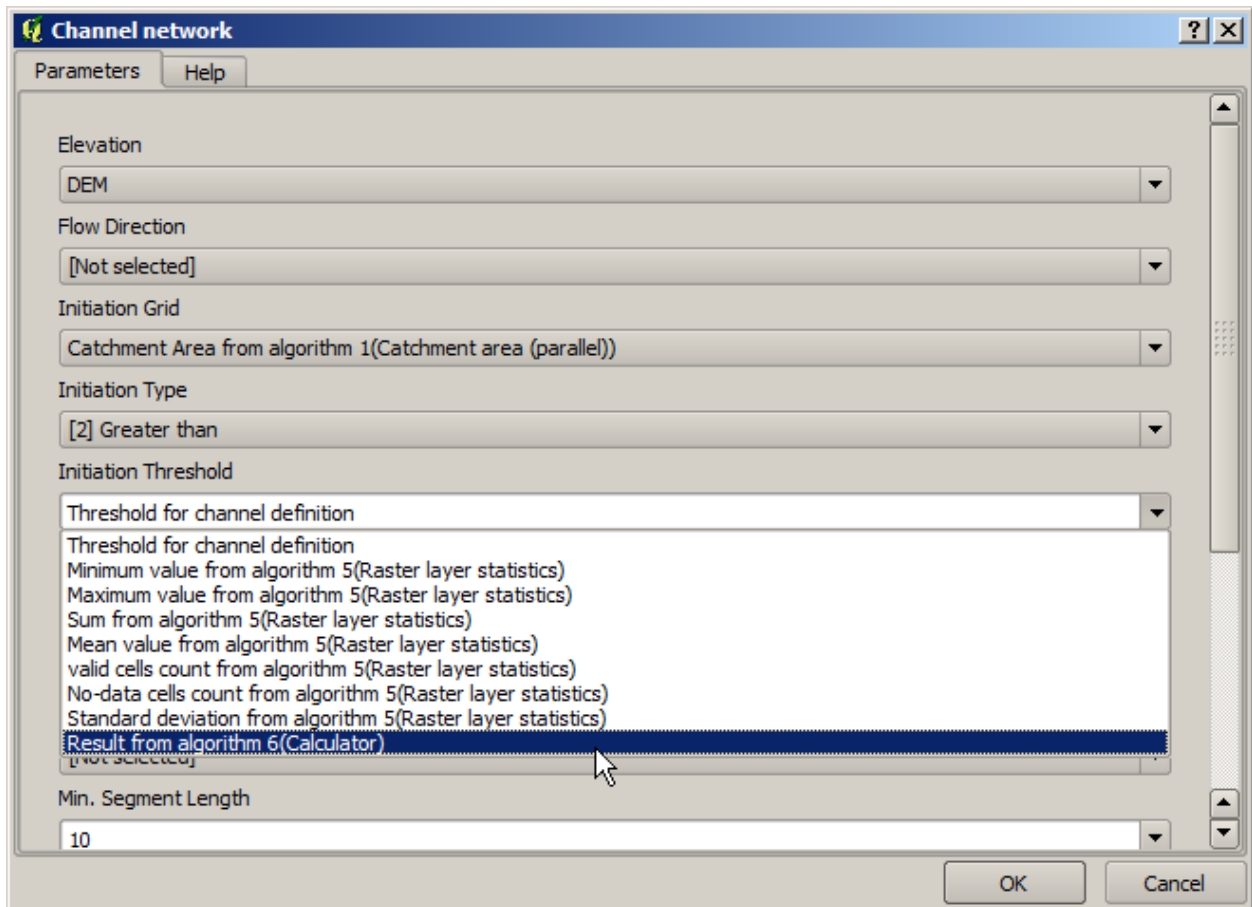 Channel network
Parameters
Help
Elevation
DEM
Flow Direction
[Not selected]
Initiation Grid
Catchment Area from algorithm 1(Catchment area (parallel))
Initiation Type
[2] Greater than
Initiation Threshold
Threshold for channel definition
Threshold for channel definition
Minimum value from algorithm 5(Raster layer statistics)
Maximum value from algorithm 5(Raster layer statistics)
Sum from algorithm 5(Raster layer statistics)
Mean value from algorithm 5(Raster layer statistics)
valid cells count from algorithm 5(Raster layer statistics)
No-data cells count from algorithm 5(Raster layer statistics)
Standard deviation from algorithm 5(Raster layer statistics)
Result from algorithm 6(Calculator)
[Not selected]
Min. Segment Length
10
OK
Cancel